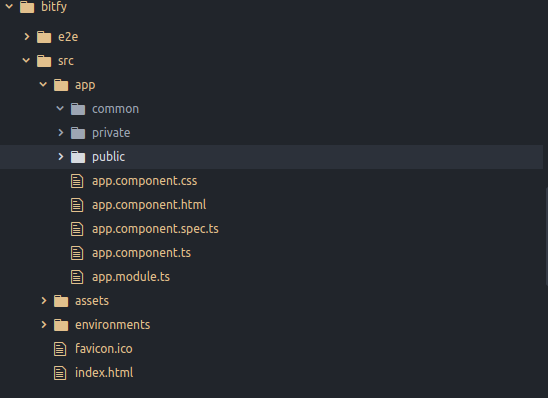 bitfy
e2e
src
app
common
private
public
app.component.css
app.component.html
app.component.spec.ts
app.component.ts
app.module.ts
assets
environments
favicon.ico
index.html